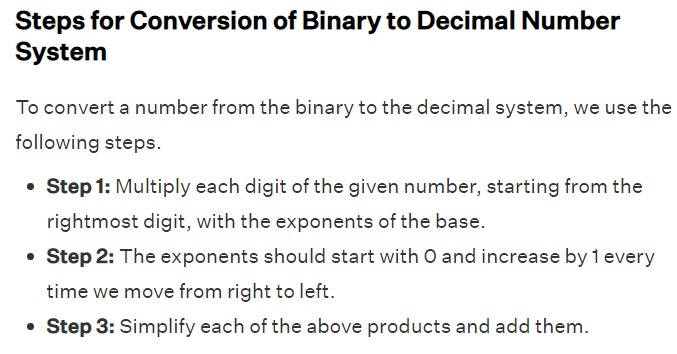 Steps for Conversion of Binary to Decimal Number
System
To convert a number from the binary to the decimal system, we use the
following steps.
• Step 1: Multiply each digit of the given number, starting from the
rightmost digit, with the exponents of the base.
• Step 2: The exponents should start with 0 and increase by 1 every
time we move from right to left.
• Step 3: Simplify each of the above products and add them.